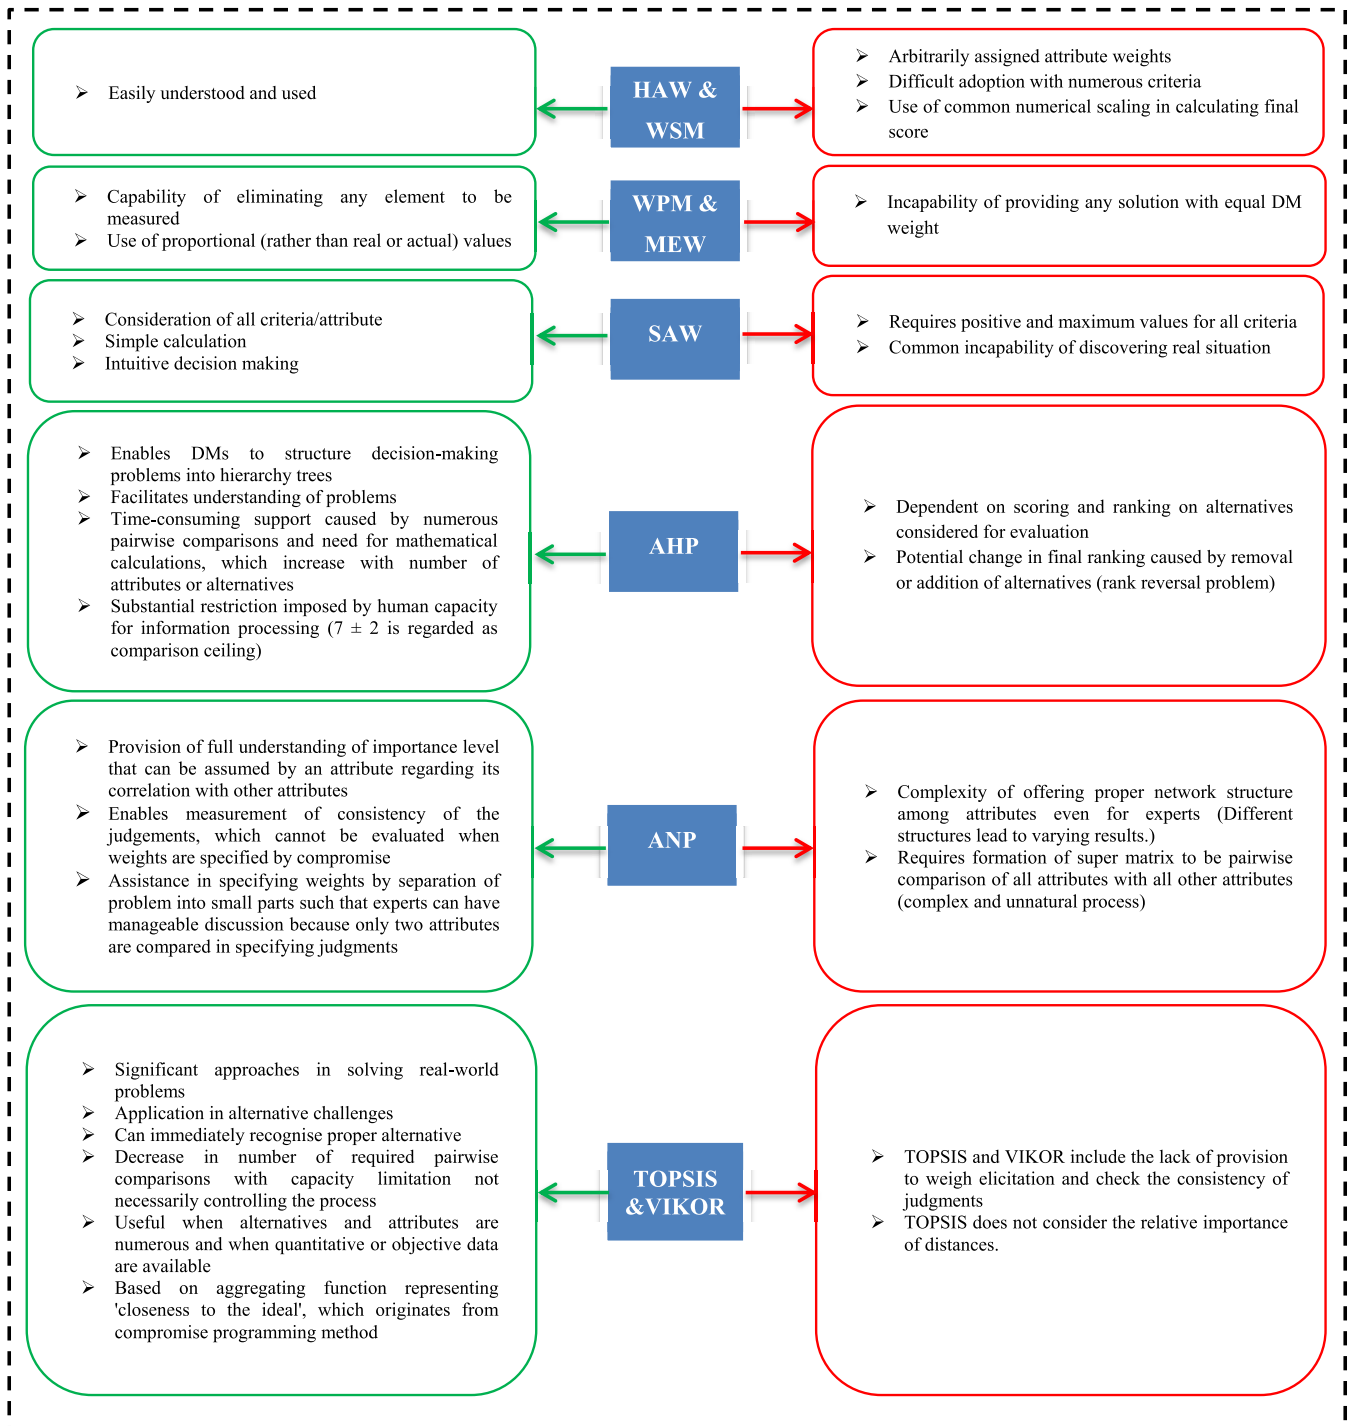 ➢ Easily understood and used
HAW &
WSM
➢ Arbitrarily assigned attribute weights
➢ Difficult adoption with numerous criteria
➢ Use of common numerical scaling in calculating final
score
➢ Capability of eliminating any element to be
measured
➢ Use of proportional (rather than real or actual) values
WPM &
MEW
➢ Incapability of providing any solution with equal DM
weight
➢ Consideration of all criteria/attribute
➢ Simple calculation
➢ Intuitive decision making
SAW
➢ Requires positive and maximum values for all criteria
➢ Common incapability of discovering real situation
➢ Enables DMs to structure decision-making
problems into hierarchy trees
➢ Facilitates understanding of problems
➢ Time-consuming support caused by numerous
pairwise comparisons and need for mathematical
calculations, which increase with number of
attributes or alternatives
➢ Substantial restriction imposed by human capacity
for information processing (7 ± 2 is regarded as
comparison ceiling)
AHP
➢ Dependent on scoring and ranking on alternatives
considered for evaluation
➢ Potential change in final ranking caused by removal
or addition of alternatives (rank reversal problem)
➢ Provision of full understanding of importance level
that can be assumed by an attribute regarding its
correlation with other attributes
➢ Enables measurement of consistency of the
judgements, which cannot be evaluated when
weights are specified by compromise
➢ Assistance in specifying weights by separation of
problem into small parts such that experts can have
manageable discussion because only two attributes
are compared in specifying judgments
ANP
➢ Complexity of offering proper network structure
among attributes even for experts (Different
structures lead to varying results.)
➢ Requires formation of super matrix to be pairwise
comparison of all attributes with all other attributes
(complex and unnatural process)
➢ Significant approaches in solving real-world
problems
➢ Application in alternative challenges
➢ Can immediately recognise proper alternative
➢ Decrease in number of required pairwise
comparisons with capacity limitation not
necessarily controlling the process
➢ Useful when alternatives and attributes are
numerous and when quantitative or objective data
are available
➢ Based on aggregating function representing
'closeness to the ideal', which originates from
compromise programming method
TOPSIS
&VIKOR
➢ TOPSIS and VIKOR include the lack of provision
to weigh elicitation and check the consistency of
judgments
➢ TOPSIS does not consider the relative importance
of distances.